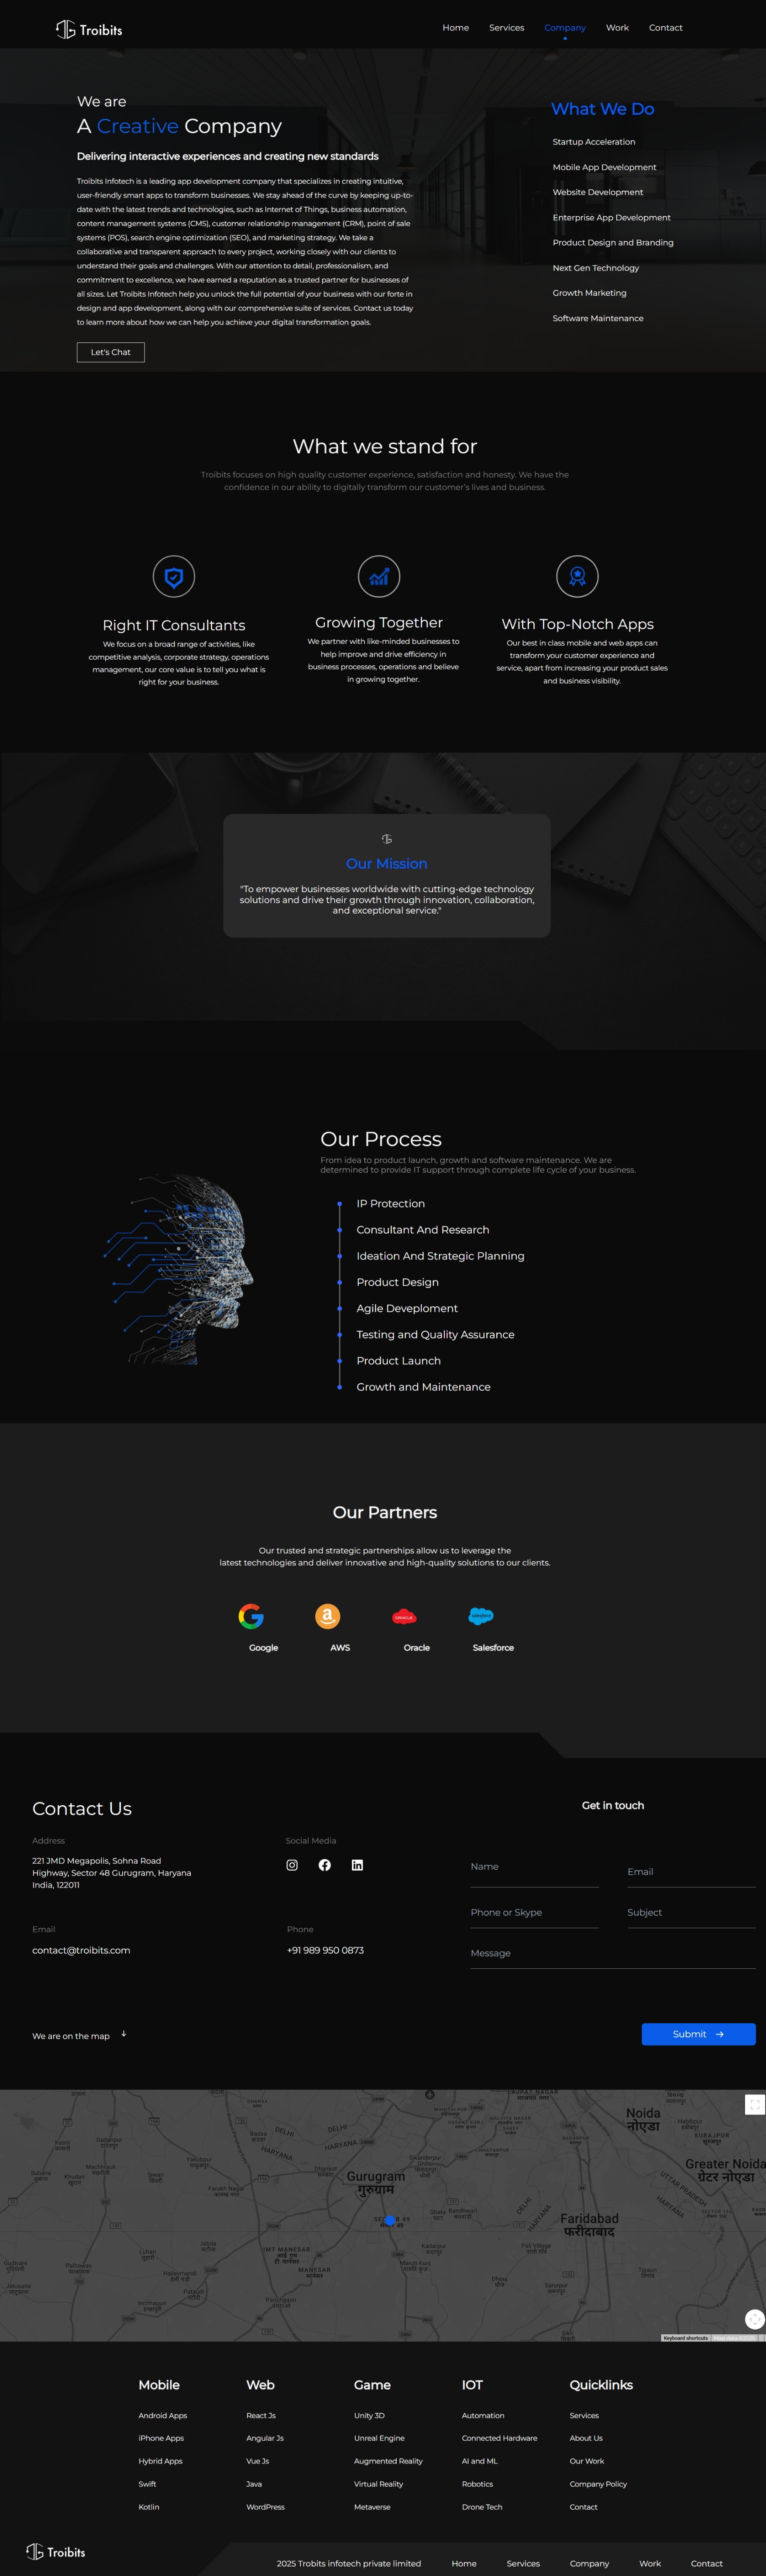 Troibits
Home
Services
Company
Work
Contact
We are
A Creative Company
Delivering interactive experiences and creating new standards
Troibits Infotech is a leading app development company that specializes in creating intuitive,
user-friendly smart apps to transform businesses. We stay ahead of the curve by keeping up-to-
date with the latest trends and technologies, such as Internet of Things, business automation,
content management systems (CMS), customer relationship management (CRM), point of sale
systems (POS), search engine optimization (SEO), and marketing strategy. We take a
collaborative and transparent approach to every project, working closely with our clients to
understand their goals and challenges. With our attention to detail, professionalism, and
commitment to excellence, we have earned a reputation as a trusted partner for businesses of
all sizes. Let Troibits Infotech help you unlock the full potential of your business with our forte in
design and app development, along with our comprehensive suite of services. Contact us today
to learn more about how we can help you achieve your digital transformation goals.
Let's Chat
What We Do
Startup Acceleration
Mobile App Development
Website Development
Enterprise App Development
Product Design and Branding
Next Gen Technology
Growth Marketing
Software Maintenance
What we stand for
Troibits focuses on high quality customer experience, satisfaction and honesty. We have the
confidence in our ability to digitally transform our customer's lives and business.
Right IT Consultants
We focus on a broad range of activities, like
competitive analysis, corporate strategy, operations
management, our core value is to tell you what is
right for your business.
Growing Together
We partner with like-minded businesses to
help improve and drive efficiency in
business processes, operations and believe
in growing together.
With Top-Notch Apps
Our best in class mobile and web apps can
transform your customer experience and
service, apart from increasing your product sales
and business visibility.
Our Mission
"To empower businesses worldwide with cutting-edge technology
solutions and drive their growth through innovation, collaboration,
and exceptional service."
Our Process
From idea to product launch, growth and software maintenance. We are
determined to provide IT support through complete life cycle of your business.
IP Protection
Consultant And Research
Ideation And Strategic Planning
Product Design
Agile Deveploment
Testing and Quality Assurance
Product Launch
Growth and Maintenance
Our Partners
Our trusted and strategic partnerships allow us to leverage the
latest technologies and deliver innovative and high-quality solutions to our clients.
Google
AWS
ORACLE
Oracle
salesforce
Salesforce
Contact Us
Address
221 JMD Megapolis, Sohna Road
Highway, Sector 48 Gurugram, Haryana
India, 122011
Social Media
Email
contact@troibits.com
Phone
+91 989 950 0873
We are on the map
Get in touch
Name
Email
Phone or Skype
Subject
Message
Submit
Noida
नोएडा
SURAJPUR
Greater Noida
ग्रेटर नोएडा
DELHI
HARYANA
DELHI
HARYANA
UTTAR PRADESH
HARYANA
Gurugram
गुरुग्राम
DELHI
HARYANA
Faridabad
फरीदाबाद
IMT MANESAR
MANESAR
Farukh Nagar
Pataudi
Keyboard shortcuts
Mobile
Android Apps
iPhone Apps
Hybrid Apps
Swift
Kotlin
Web
React Js
Angular Js
Vue Js
Java
WordPress
Game
Unity 3D
Unreal Engine
Augmented Reality
Virtual Reality
Metaverse
IOT
Automation
Connected Hardware
AI and ML
Robotics
Drone Tech
Quicklinks
Services
About Us
Our Work
Company Policy
Contact
Troibits
2025 Trobits infotech private limited
Home
Services
Company
Work
Contact